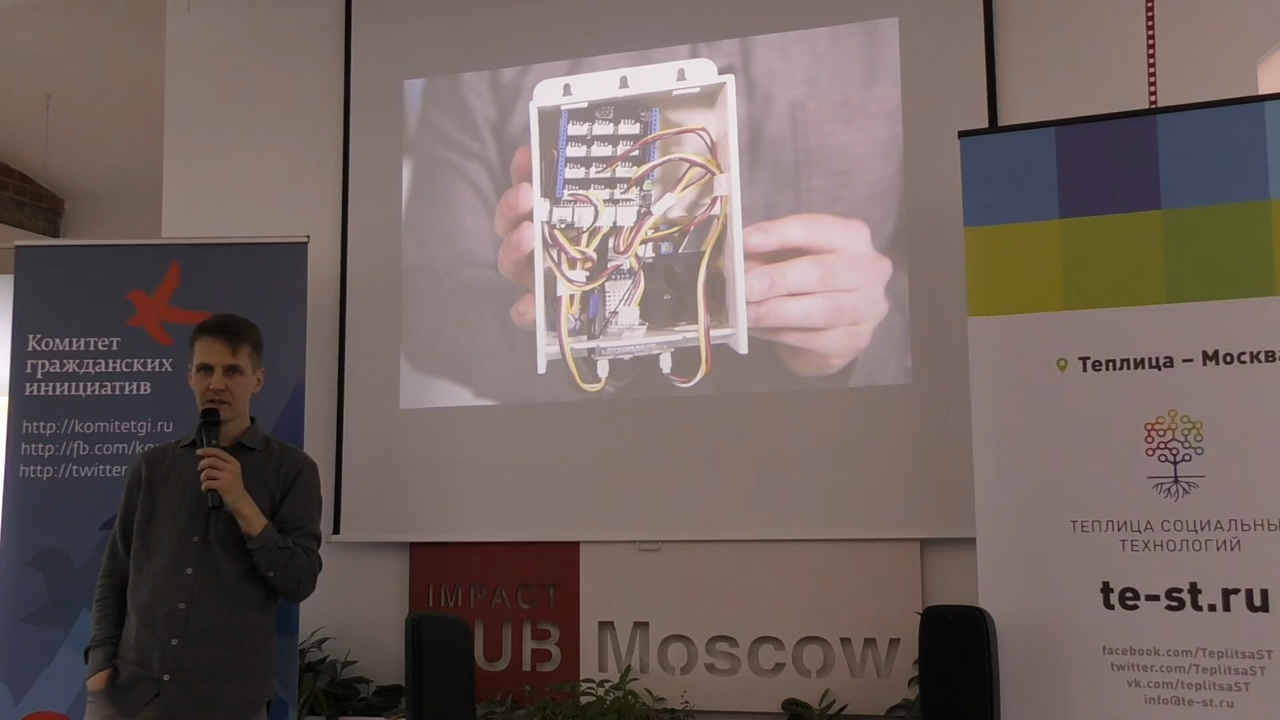 Комитет
гражданских
инициатив
http://komitetgi.ru
http://fb.com/ko
http://twitter
IMPACT
HUB
Moscow
Теплица – Москва
ТЕПЛИЦА СОЦИАЛЬНЫ
ТЕХНОЛОГИЙ
te-st.ru
facebook.com/TeplitsaST
twitter.com/TeplitsaST
vk.com/teplitsaST
info@te-st.ru